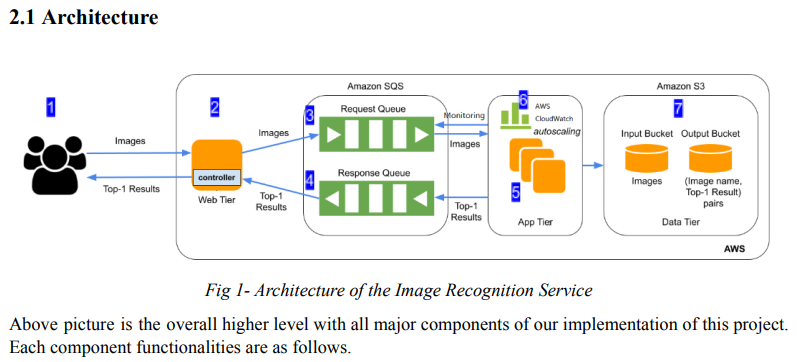 2.1 Architecture
Amazon SQS
Amazon S3
1
2
3
Request Queue
6
AWS
CloudWatch
autoscaling
7
Monitoring
Images
Images
Images
Input Bucket
Output Bucket
controller
4
Response Queue
5
Top-1 Results
Web Tier
Top-1
Results
Top-1
Results
App Tier
Images
(Image name,
Top-1 Result)
pairs
Data Tier
AWS
Fig 1- Architecture of the Image Recognition Service
Above picture is the overall higher level with all major components of our implementation of this project.
Each component functionalities are as follows.